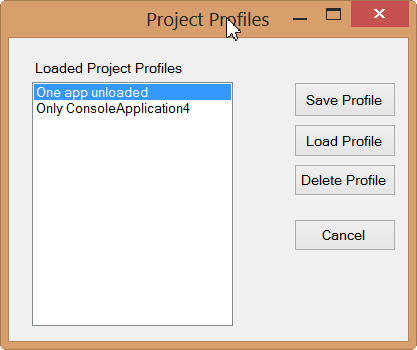 Project Profiles
Loaded Project Profiles
One app unloaded
Only ConsoleApplication4
Save Profile
Load Profile
Delete Profile
Cancel